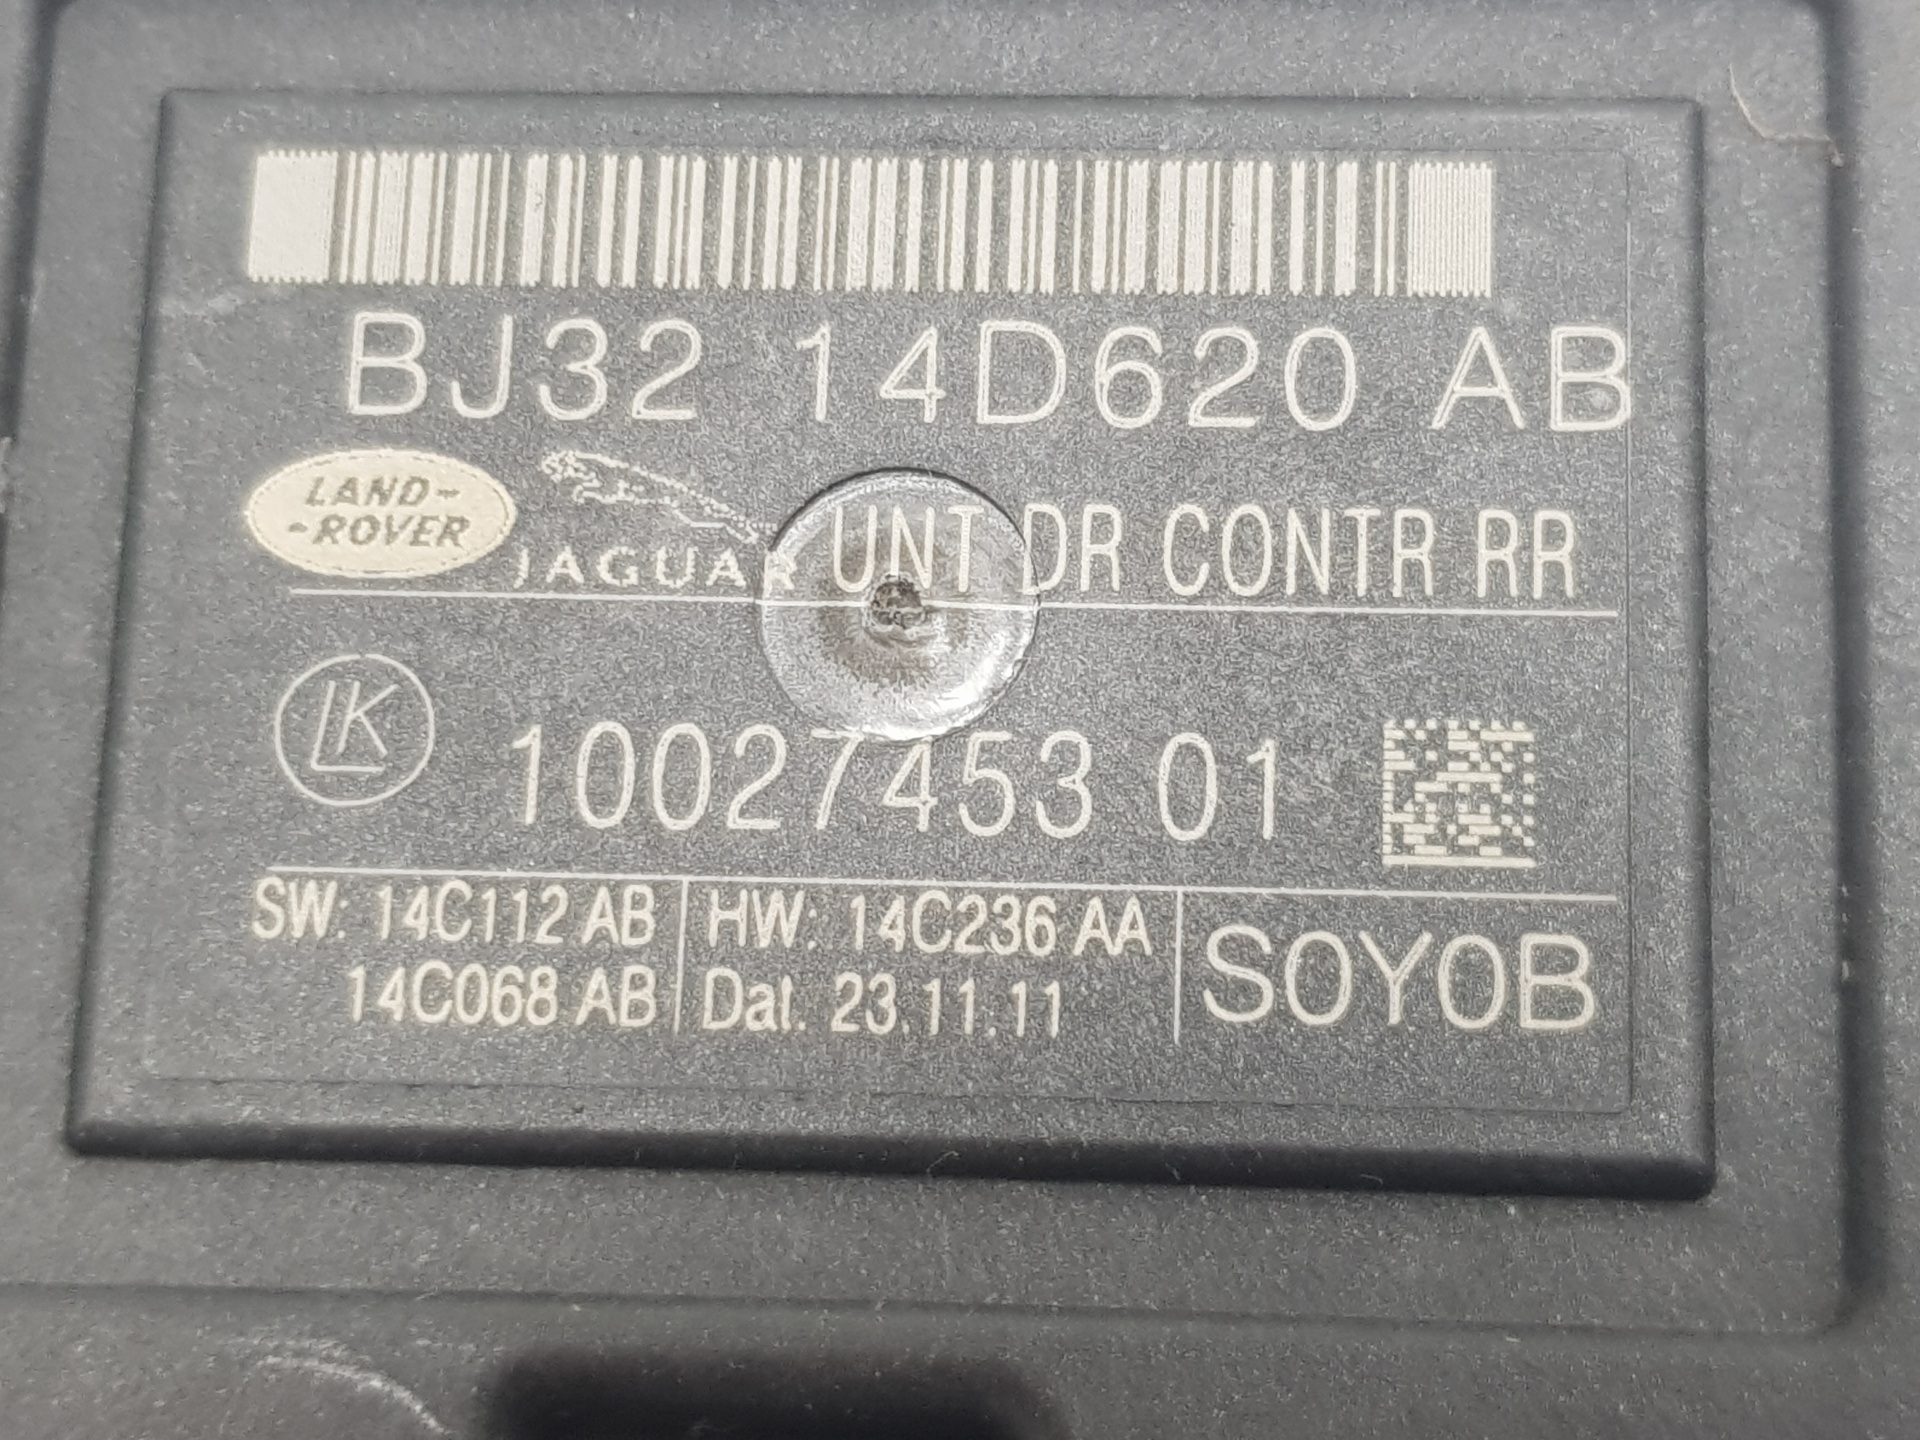 BJ32 14D620 AB
LAND-
-ROVER
JAGUAR UNT DR CONTR RR
LK 10027453 01
SW: 14C112 AB HW: 14C236 AA
14C068 AB Dat. 23.11.11
S0Y0B